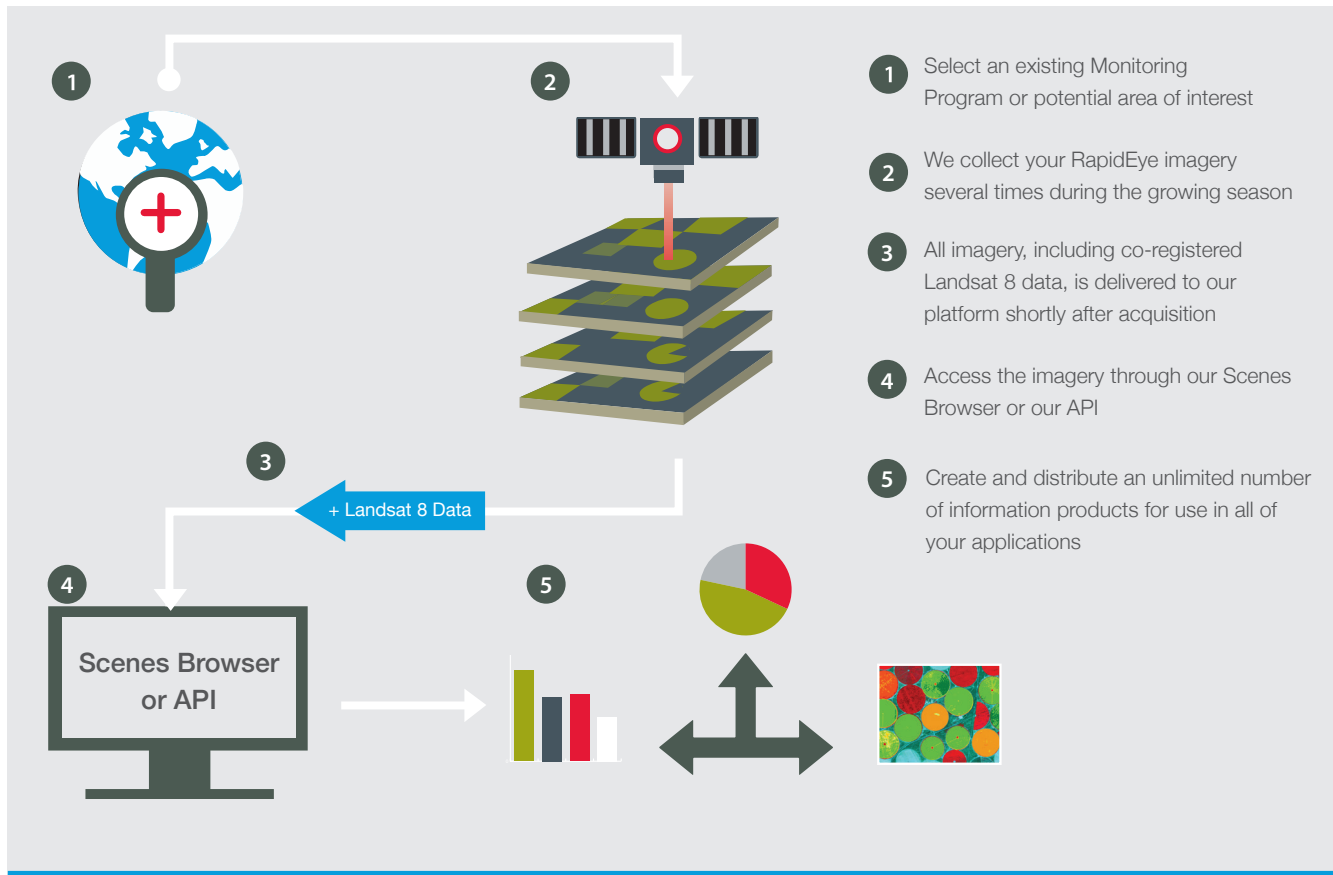 1
2
3
+ Landsat 8 Data
4
Scenes Browser
or API
5
1
Select an existing Monitoring
Program or potential area of interest
2
We collect your RapidEye imagery
several times during the growing season
3
All imagery, including co-registered
Landsat 8 data, is delivered to our
platform shortly after acquisition
4
Access the imagery through our Scenes
Browser or our API
5
Create and distribute an unlimited number
of information products for use in all of
your applications